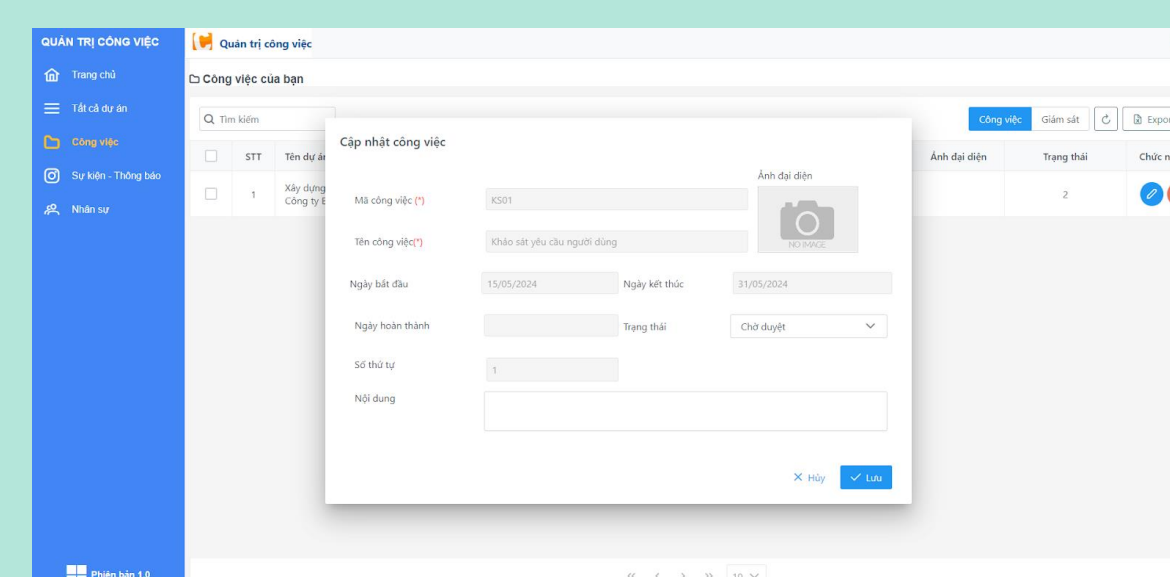 QUẢN TRỊ CÔNG VIỆC
Quản trị công việc
Trang chủ
Công việc của bạn
Tất cả dự án
Tìm kiếm
Công việc
Giám sát
Công việc
Cập nhật công việc
STT
Tên dự
Ảnh đại diện
Trạng thái
Chức
Sự kiện - Thông báo
Ảnh đại diện
1
Xây dựng
Công ty
2
Mã công việc (*)
KS01
Nhân sự
Tên công việc(*)
Khảo sát yêu cầu người dùng
NO IMAGE
Ngày bắt đầu
15/05/2024
Ngày kết thúc
31/05/2024
Ngày hoàn thành
Trạng thái
Chờ duyệt
Số thứ tự
1
Nội dung
Hủy
Lưu
Phiên bản 1.0
10